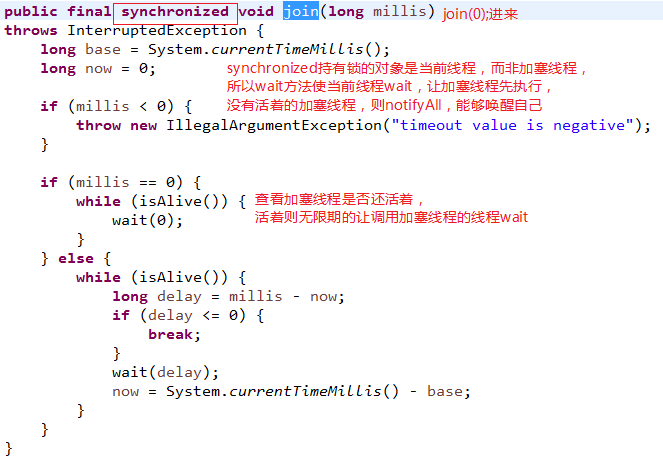 public final synchronized void join(long millis) join(0);进来
throws InterruptedException {
    long base = System.currentTimeMillis();
    long now = 0;
synchronized持有锁的对象是当前线程，而非加塞线程，
所以wait方法使当前线程wait，让加塞线程先执行，
    if (millis < 0) {
没有活着的加塞线程，则notifyAll，能够唤醒自己
        throw new IllegalArgumentException("timeout value is negative");
    }
    if (millis == 0) {
        while (isAlive()) {
查看加塞线程是否还活着，
            wait(0);
活着则无限期的让调用加塞线程的线程wait
        }
    } else {
        while (isAlive()) {
            long delay = millis - now;
            if (delay <= 0) {
                break;
            }
            wait(delay);
            now = System.currentTimeMillis() - base;
        }
    }
}